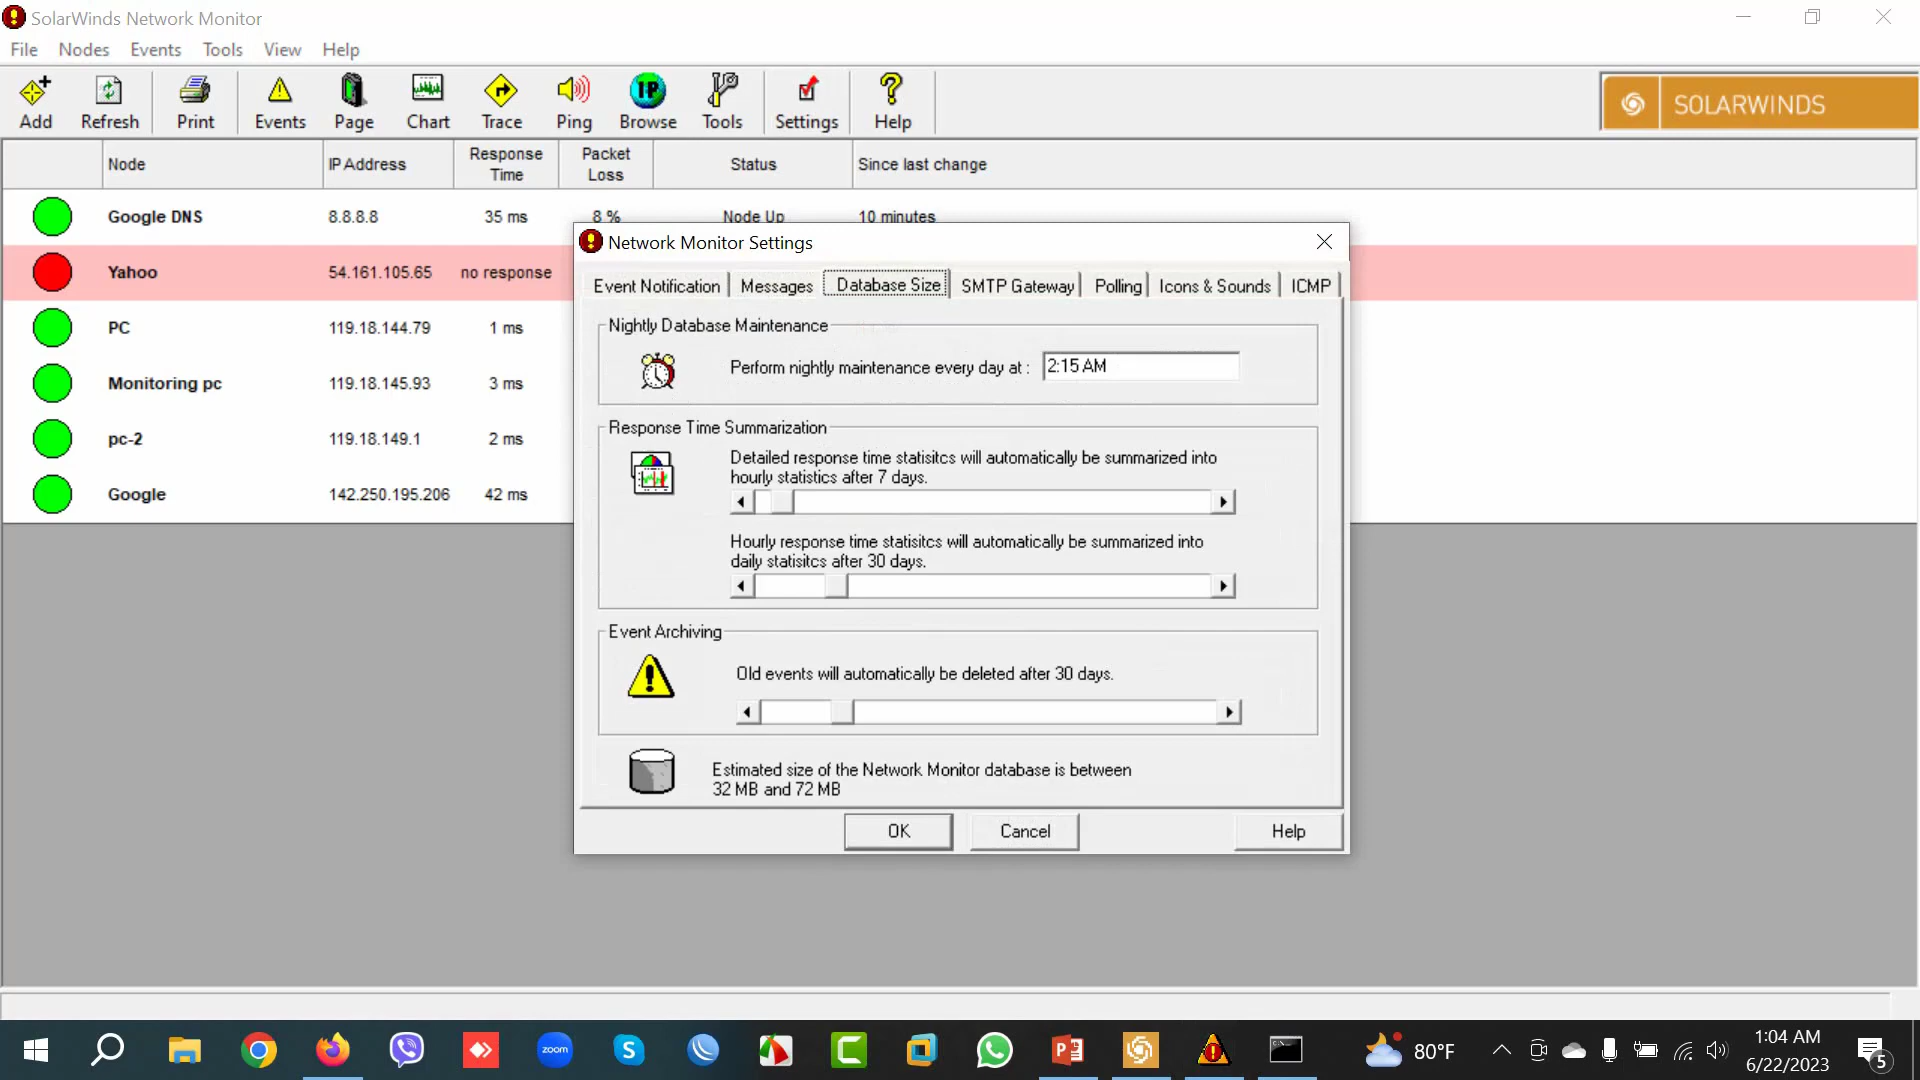 SolarWinds Network Monitor
File Nodes Events Tools View Help
Add Refresh Print Events Page Chart Trace Ping Browse Tools Settings Help
SOLARWINDS
Node IP Address Response Time Packet Loss Status Since last change
Google DNS 8.8.8.8 35 ms 8 % Node Up 10 minutes
Yahoo 54.161.105.65 no response
PC 119.18.144.79 1 ms
Monitoring pc 119.18.145.93 3 ms
pc-2 119.18.149.1 2 ms
Google 142.250.195.206 42 ms
Network Monitor Settings
Event Notification Messages Database Size SMTP Gateway Polling Icons & Sounds ICMP
Nightly Database Maintenance
Perform nightly maintenance every day at : 2:15 AM
Response Time Summarization
Detailed response time statisitcs will automatically be summarized into
hourly statistics after 7 days.
Hourly response time statisitcs will automatically be summarized into
daily statisitcs after 30 days.
Event Archiving
Old events will automatically be deleted after 30 days.
Estimated size of the Network Monitor database is between
32 MB and 72 MB
OK Cancel Help
zoom
80°F
1:04 AM
6/22/2023
5